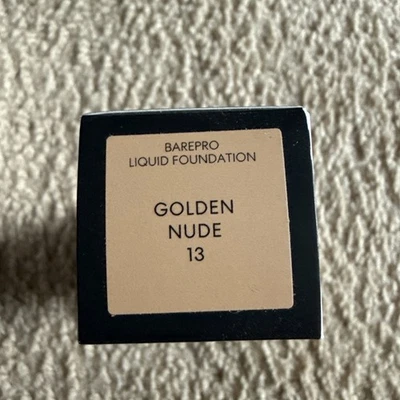 BAREPRO
LIQUID FOUNDATION
GOLDEN
NUDE
13